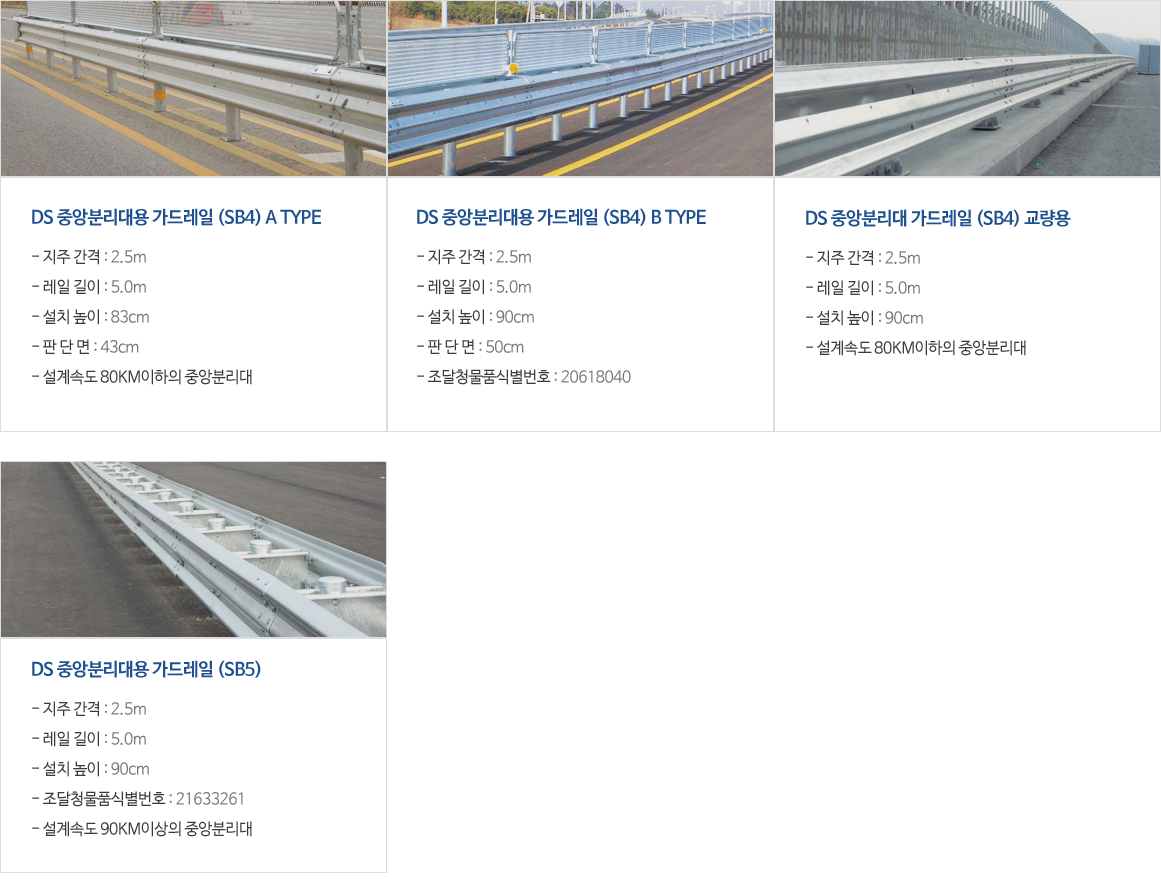 DS 중앙분리대용 가드레일 (SB4) A TYPE
- 지주 간격 : 2.5m
- 레일 길이 : 5.0m
- 설치 높이 : 83cm
- 판 단 면 : 43cm
- 설계속도 80KM이하의 중앙분리대
DS 중앙분리대용 가드레일 (SB4) B TYPE
- 지주 간격 : 2.5m
- 레일 길이 : 5.0m
- 설치 높이 : 90cm
- 판 단 면 : 50cm
- 조달청물품식별번호 : 20618040
DS 중앙분리대 가드레일 (SB4) 교량용
- 지주 간격 : 2.5m
- 레일 길이 : 5.0m
- 설치 높이 : 90cm
- 설계속도 80KM이하의 중앙분리대
DS 중앙분리대용 가드레일 (SB5)
- 지주 간격 : 2.5m
- 레일 길이 : 5.0m
- 설치 높이 : 90cm
- 조달청물품식별번호 : 21633261
- 설계속도 90KM이상의 중앙분리대